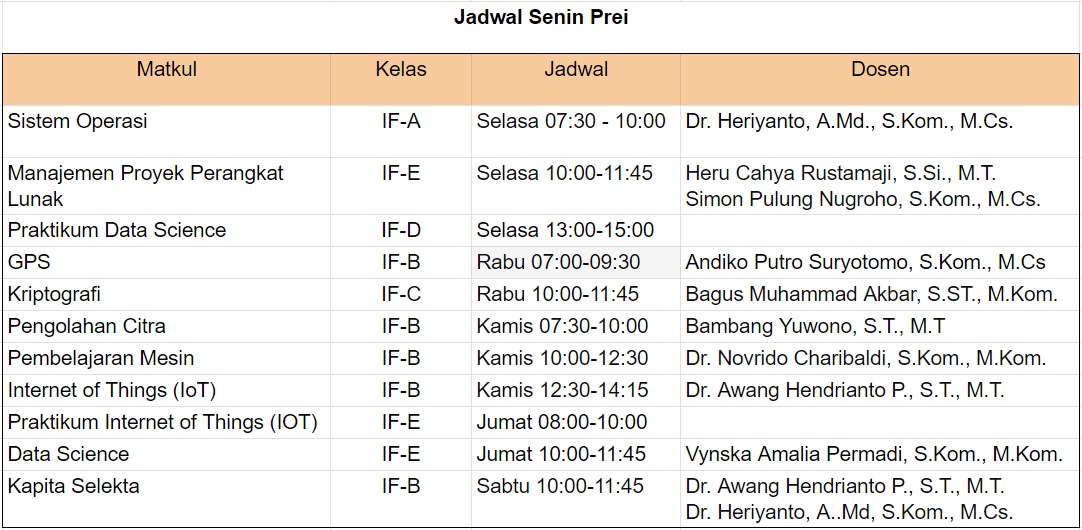 Jadwal Senin Prei
Matkul Kelas Jadwal Dosen
Sistem Operasi IF-A Selasa 07:30 - 10:00 Dr. Heriyanto, A.Md., S.Kom., M.Cs.
Manajemen Proyek Perangkat IF-E Selasa 10:00-11:45 Heru Cahya Rustamaji, S.Si., M.T.
Lunak Simon Pulung Nugroho, S.Kom., M.Cs.
Praktikum Data Science IF-D Selasa 13:00-15:00
GPS IF-B Rabu 07:00-09:30 Andiko Putro Suryotomo, S.Kom., M.Cs
Kriptografi IF-C Rabu 10:00-11:45 Bagus Muhammad Akbar, S.ST., M.Kom.
Pengolahan Citra IF-B Kamis 07:30-10:00 Bambang Yuwono, S.T., M.T
Pembelajaran Mesin IF-B Kamis 10:00-12:30 Dr. Novrido Charibaldi, S.Kom., M.Kom.
Internet of Things (IoT) IF-B Kamis 12:30-14:15 Dr. Awang Hendrianto P., S.T., M.T.
Praktikum Internet of Things (IOT) IF-E Jumat 08:00-10:00
Data Science IF-E Jumat 10:00-11:45 Vynska Amalia Permadi, S.Kom., M.Kom.
Kapita Selekta IF-B Sabtu 10:00-11:45 Dr. Awang Hendrianto P., S.T., M.T.
Dr. Heriyanto, A..Md, S.Kom., M.Cs.